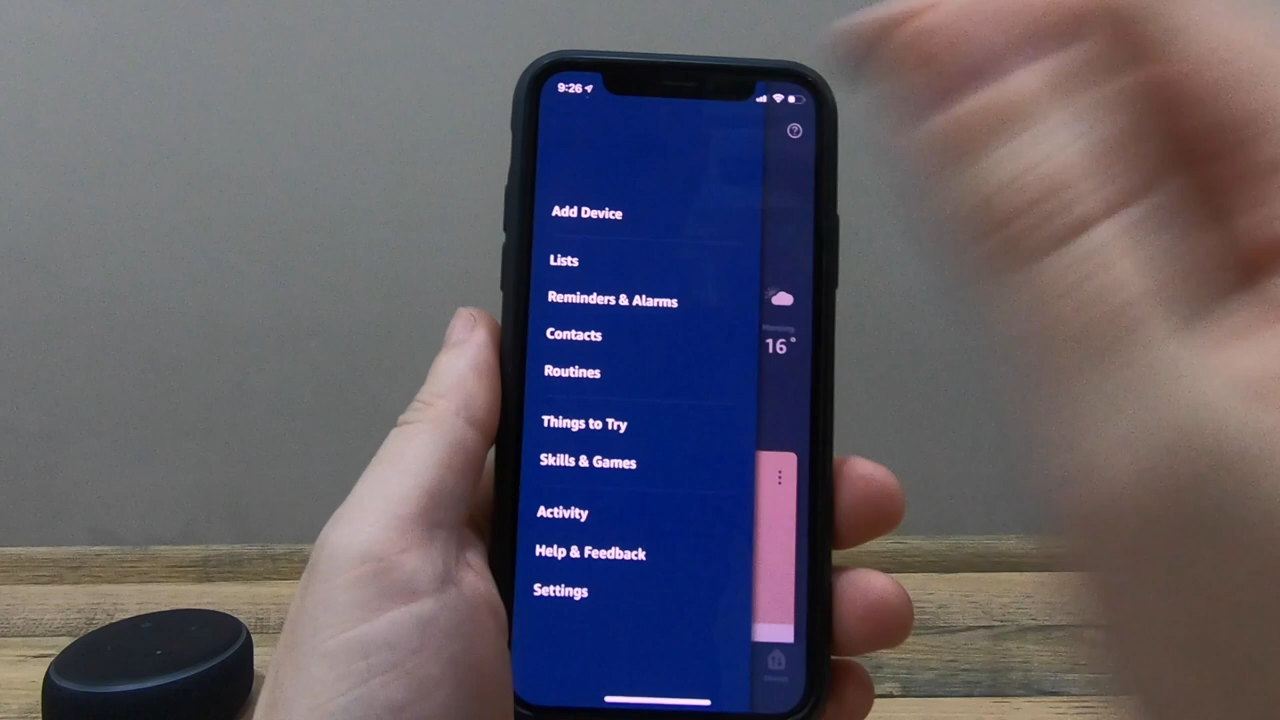 9:26
Add Device
Lists
Reminders & Alarms
Contacts
Routines
Things to Try
Skills & Games
Activity
Help & Feedback
Settings
?
Morning
16°